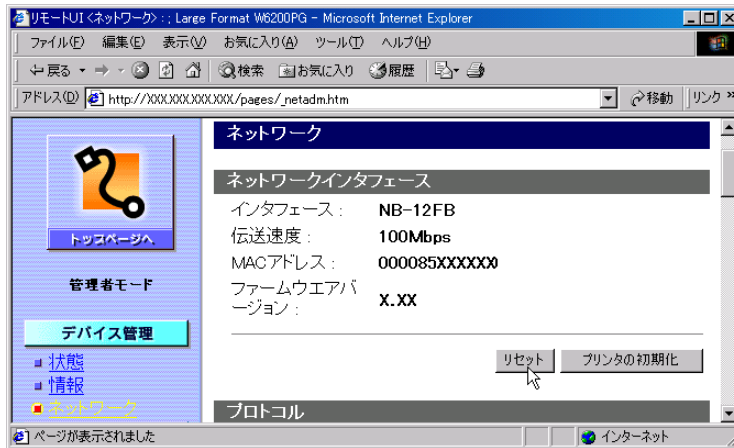 リモートUI <ネットワーク> : ; Large Format W6200PG - Microsoft Internet Explorer
ファイル(F) 編集(E) 表示(V) お気に入り(A) ツール(T) ヘルプ(H)
戻る 検索 お気に入り 履歴
アドレス(D) http://XXX.XXX.XXX.XXX/pages/_netadm.htm 移動 リンク »
トップページへ
管理者モード
デバイス管理
状態
情報
ネットワーク
ネットワーク
ネットワークインタフェース
インタフェース : NB-12FB
伝送速度 : 100Mbps
MACアドレス : 000085XXXXXX
ファームウエアバ
ージョン : X.XX
リセット プリンタの初期化
プロトコル
ページが表示されました インターネット